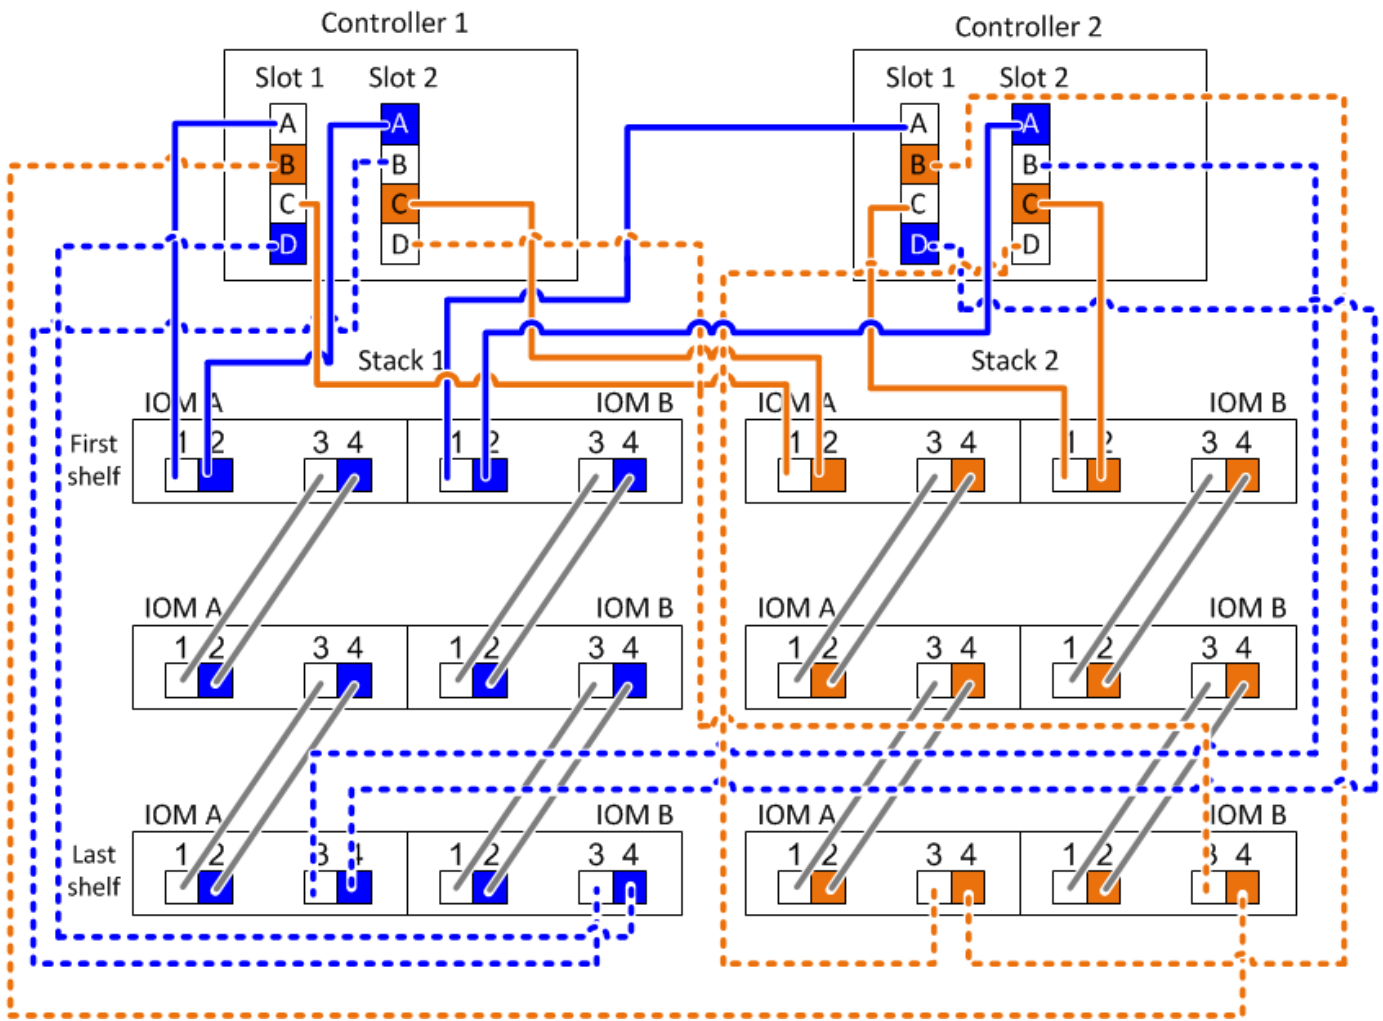 Controller 1
Controller 2
Slot 1 Slot 2
Slot 1 Slot 2
A A
B B
C C
D D
A A
B B
C C
D D
Stack 1
Stack 2
IOM A IOM B
IOM A IOM B
First
shelf
1 2 3 4 1 2 3 4
1 2 3 4 1 2 3 4
IOM A IOM B
IOM A IOM B
1 2 3 4 1 2 3 4
1 2 3 4 1 2 3 4
IOM A IOM B
IOM A IOM B
Last
shelf
1 2 3 4 1 2 3 4
1 2 3 4 1 2 3 4